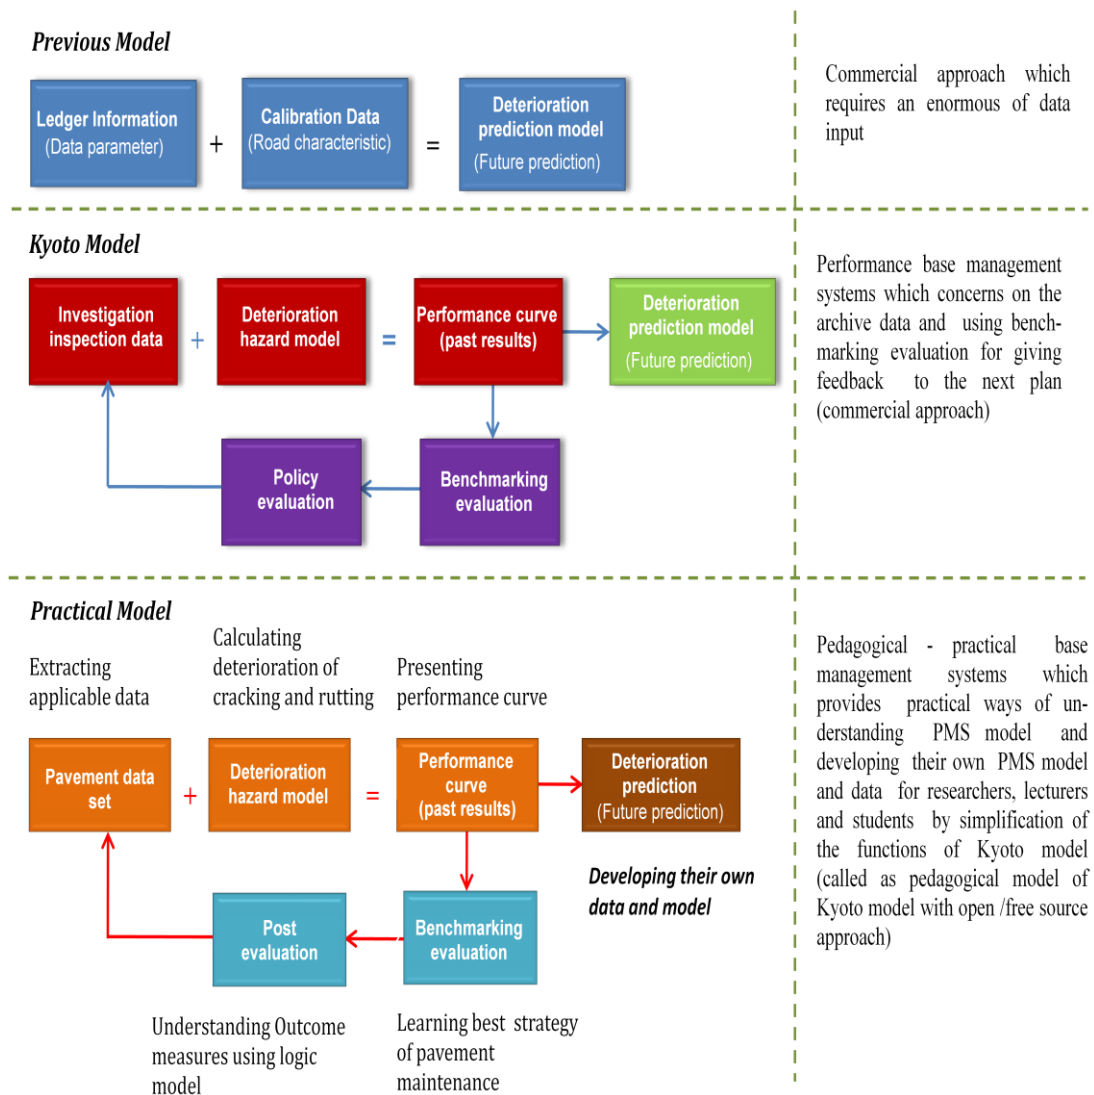 Previous Model
Ledger Information
(Data parameter)
+
Calibration Data
(Road characteristic)
=
Deterioration
prediction model
(Future prediction)
Commercial approach which
requires an enormous of data
input
Kyoto Model
Investigation
inspection data
+
Deterioration
hazard model
=
Performance curve
(past results)
Deterioration
prediction model
(Future prediction)
Policy
evaluation
Benchmarking
evaluation
Performance base management
systems which concerns on the
archive data and using bench-
marking evaluation for giving
feedback to the next plan
(commercial approach)
Practical Model
Extracting
applicable data
Calculating
deterioration of
cracking and rutting
Presenting
performance curve
Pavement data
set
+
Deterioration
hazard model
=
Performance
curve
(past results)
Deterioration
prediction
(Future prediction)
Developing their own
data and model
Post
evaluation
Benchmarking
evaluation
Understanding Outcome
measures using logic
model
Learning best strategy
of pavement
maintenance
Pedagogical - practical base
management systems which
provides practical ways of un-
derstanding PMS model and
developing their own PMS model
and data for researchers, lecturers
and students by simplification of
the functions of Kyoto model
(called as pedagogical model of
Kyoto model with open /free source
approach)